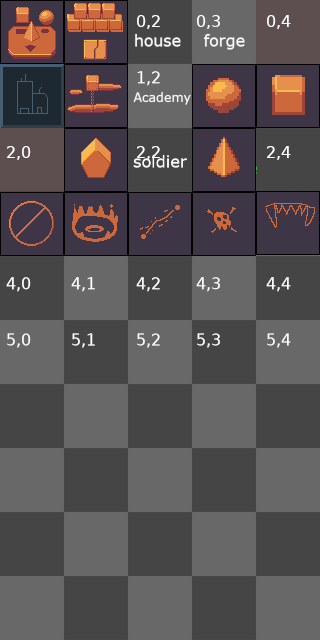 0,2 0,3 0,4
house forge
1,2
Academy
2,0 2,2 2,4
soldier
4,0 4,1 4,2 4,3 4,4
5,0 5,1 5,2 5,3 5,4